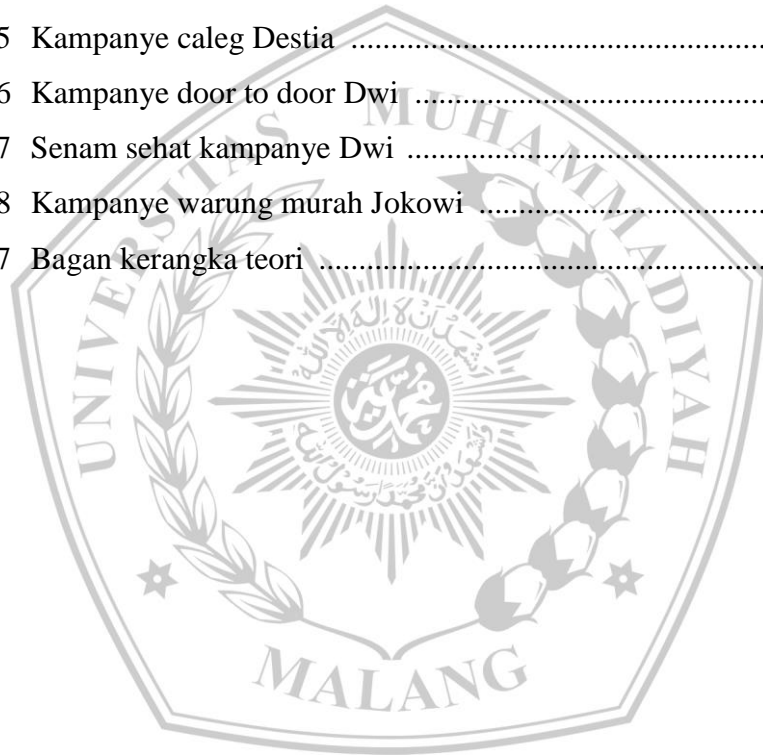 5 Kampanye caleg Destia ..........................................................
6 Kampanye door to door Dwi ..................................................
7 Senam sehat kampanye Dwi ...................................................
8 Kampanye warung murah Jokowi ..........................................
7 Bagan kerangka teori ..............................................................
UNIVERSITAS MUHAMMADIYAH
MALANG